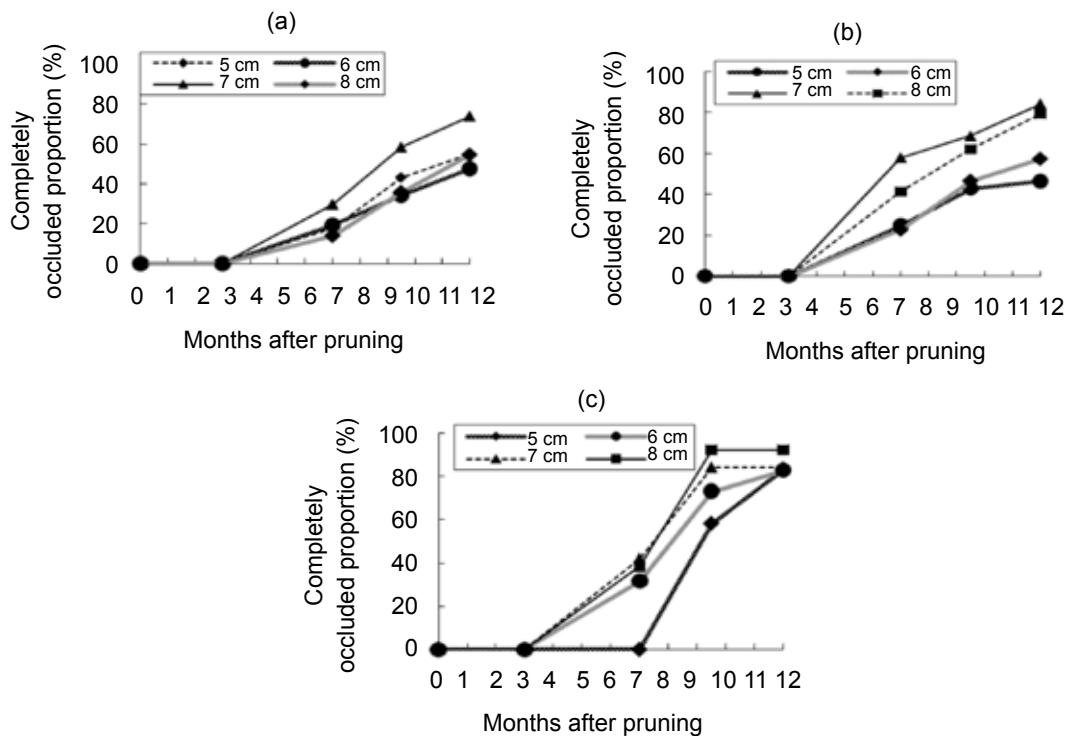 (a)
Completely
occluded proportion (%)
100
80
60
40
20
0
5 cm 6 cm
7 cm 8 cm
0 1 2 3 4 5 6 7 8 9 10 11 12
Months after pruning
(b)
Completely
occluded proportion (%)
100
80
60
40
20
0
5 cm 6 cm
7 cm 8 cm
0 1 2 3 4 5 6 7 8 9 10 11 12
Months after pruning
(c)
Completely
occluded proportion (%)
100
80
60
40
20
0
5 cm 6 cm
7 cm 8 cm
0 1 2 3 4 5 6 7 8 9 10 11 12
Months after pruning